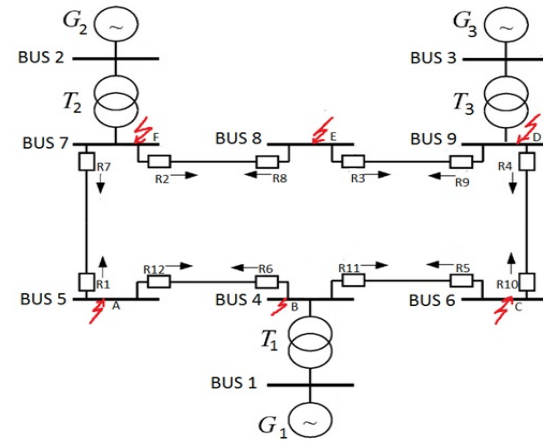 G2 ~
G3 ~
BUS 2
BUS 3
T2
T3
BUS 7
F
BUS 8
E
BUS 9
D
R7
R2
R8
R3
R9
R4
R1
R12
R6
R11
R5
R10
BUS 5
A
BUS 4
B
BUS 6
C
T1
BUS 1
G1 ~